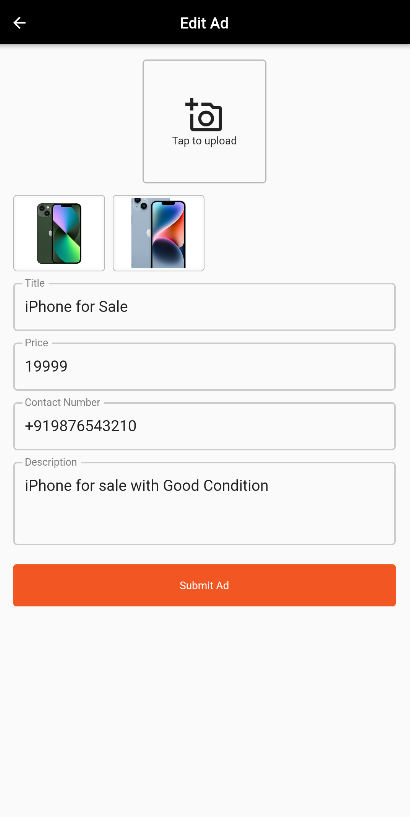 Edit Ad
Tap to upload
Title
iPhone for Sale
Price
19999
Contact Number
+919876543210
Description
iPhone for sale with Good Condition
Submit Ad